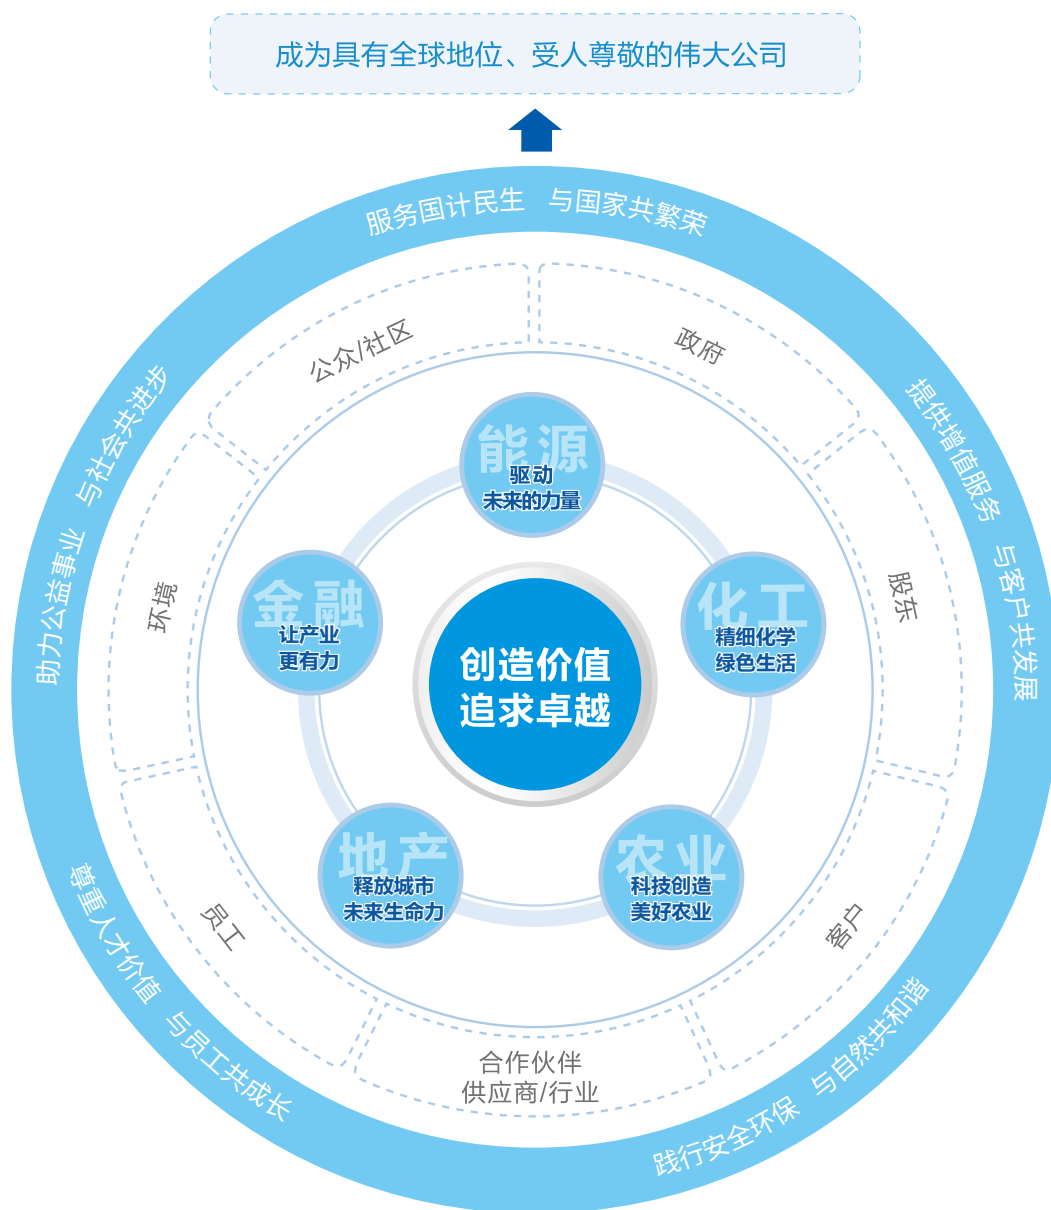 成为具有全球地位、受人尊敬的伟大公司
服务国计民生 与国家共繁荣
提供增值服务 与客户共发展
践行安全环保 与自然共和谐
尊重人才价值 与员工共成长
助力公益事业 与社会共进步
公众/社区
政府
股东
客户
合作伙伴
供应商/行业
员工
环境
能源
驱动
未来的力量
化工
精细化学
绿色生活
农业
科技创造
美好农业
地产
释放城市
未来生命力
金融
让产业
更有力
创造价值
追求卓越